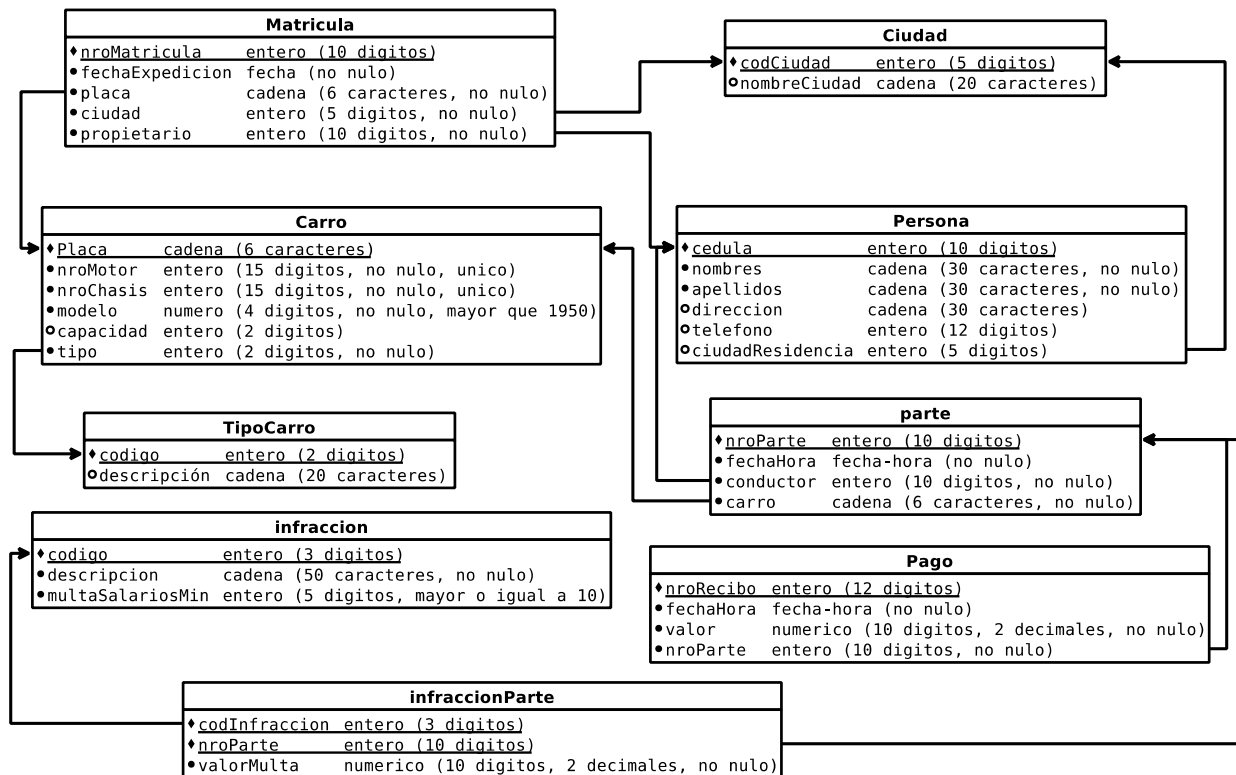 Matricula
nroMatricula entero (10 digitos)
fechaExpedicion fecha (no nulo)
placa cadena (6 caracteres, no nulo)
ciudad entero (5 digitos, no nulo)
propietario entero (10 digitos, no nulo)
Ciudad
codCiudad entero (5 digitos)
nombreCiudad cadena (20 caracteres)
Carro
Placa cadena (6 caracteres)
nroMotor entero (15 digitos, no nulo, unico)
nroChasis entero (15 digitos, no nulo, unico)
modelo numero (4 digitos, no nulo, mayor que 1950)
capacidad entero (2 digitos)
tipo entero (2 digitos, no nulo)
Persona
cedula entero (10 digitos)
nombres cadena (30 caracteres, no nulo)
apellidos cadena (30 caracteres, no nulo)
direccion cadena (30 caracteres)
telefono entero (12 digitos)
ciudadResidencia entero (5 digitos)
TipoCarro
codigo entero (2 digitos)
descripción cadena (20 caracteres)
parte
nroParte entero (10 digitos)
fechaHora fecha-hora (no nulo)
conductor entero (10 digitos, no nulo)
carro cadena (6 caracteres, no nulo)
infraccion
codigo entero (3 digitos)
descripcion cadena (50 caracteres, no nulo)
multaSalariosMin entero (5 digitos, mayor o igual a 10)
Pago
nroRecibo entero (12 digitos)
fechaHora fecha-hora (no nulo)
valor numerico (10 digitos, 2 decimales, no nulo)
nroParte entero (10 digitos, no nulo)
infraccionParte
codInfraccion entero (3 digitos)
nroParte entero (10 digitos)
valorMulta numerico (10 digitos, 2 decimales, no nulo)